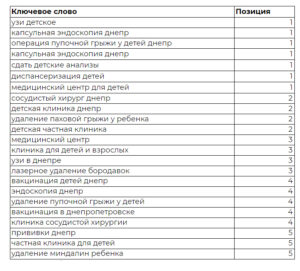 Ключевое слово Позиция
узи детское 1
капсульная эндоскопия днепр 1
операция пупочной грыжи у детей днепр 1
капсульная эндоскопия днепр 1
сдать детские анализы 1
диспансеризация детей 1
медицинский центр для детей 1
сосудистый хирург днепр 2
детская клиника днепр 2
удаление паховой грыжи у ребенка 2
детская частная клиника 2
медицинский центр 3
клиника для детей и взрослых 3
узи в днепре 3
лазерное удаление бородавок 3
вакцинация детей днепр 4
эндоскопия днепр 4
удаление пупочной грыжи у детей 4
вакцинация в днепропетровске 4
клиника сосудистой хирургии 4
прививки днепр 5
частная клиника для детей 5
удаление миндалин ребенка 5